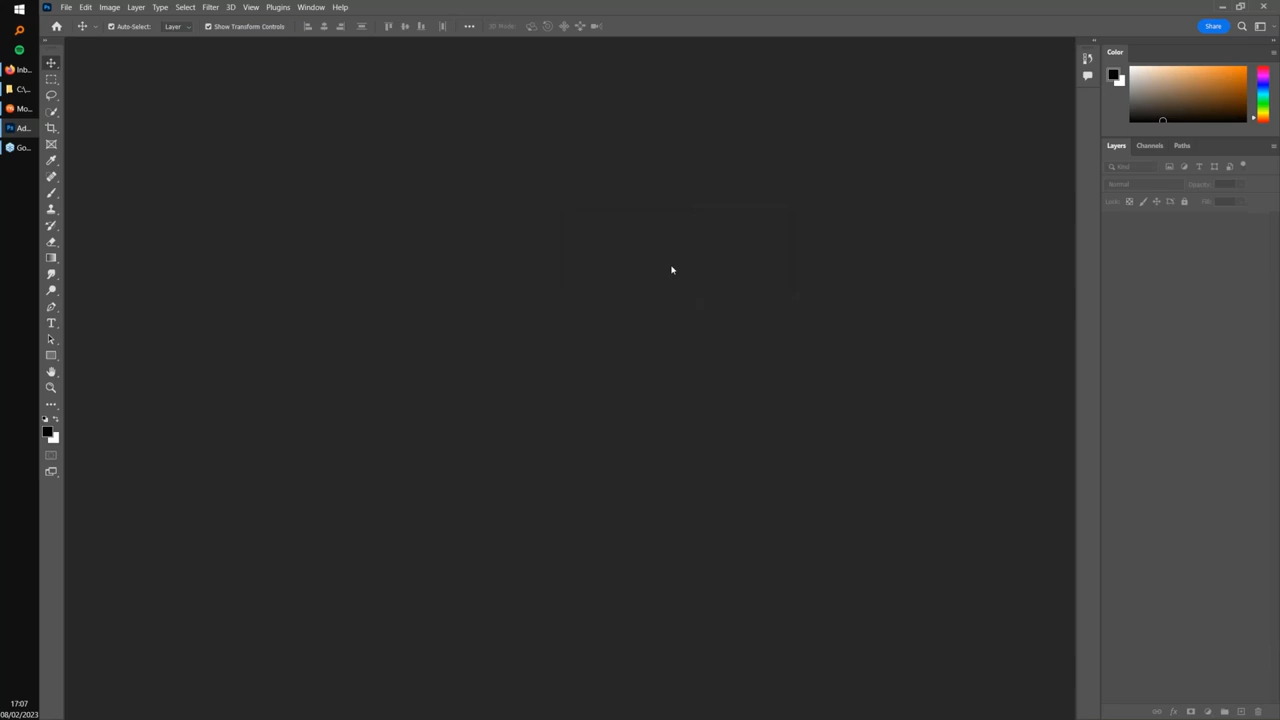 File Edit Image Layer Type Select Filter 3D View Plugins Window Help
Auto-Select: Layer Show Transform Controls 3D Mode: Share
Inb...
C:\...
Mo...
Ad...
Go...
Color
Layers Channels Paths
Kind
Normal Opacity:
Lock: Fill:
17:07
08/02/2023